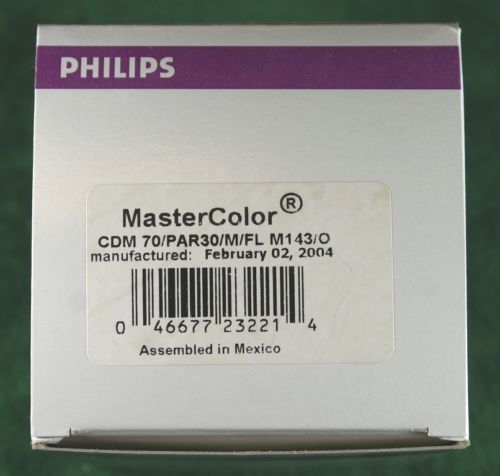 PHILIPS
MasterColor®
CDM 70/PAR30/M/FL M143/O
manufactured: February 02, 2004
0 46677 23221 4
Assembled in Mexico